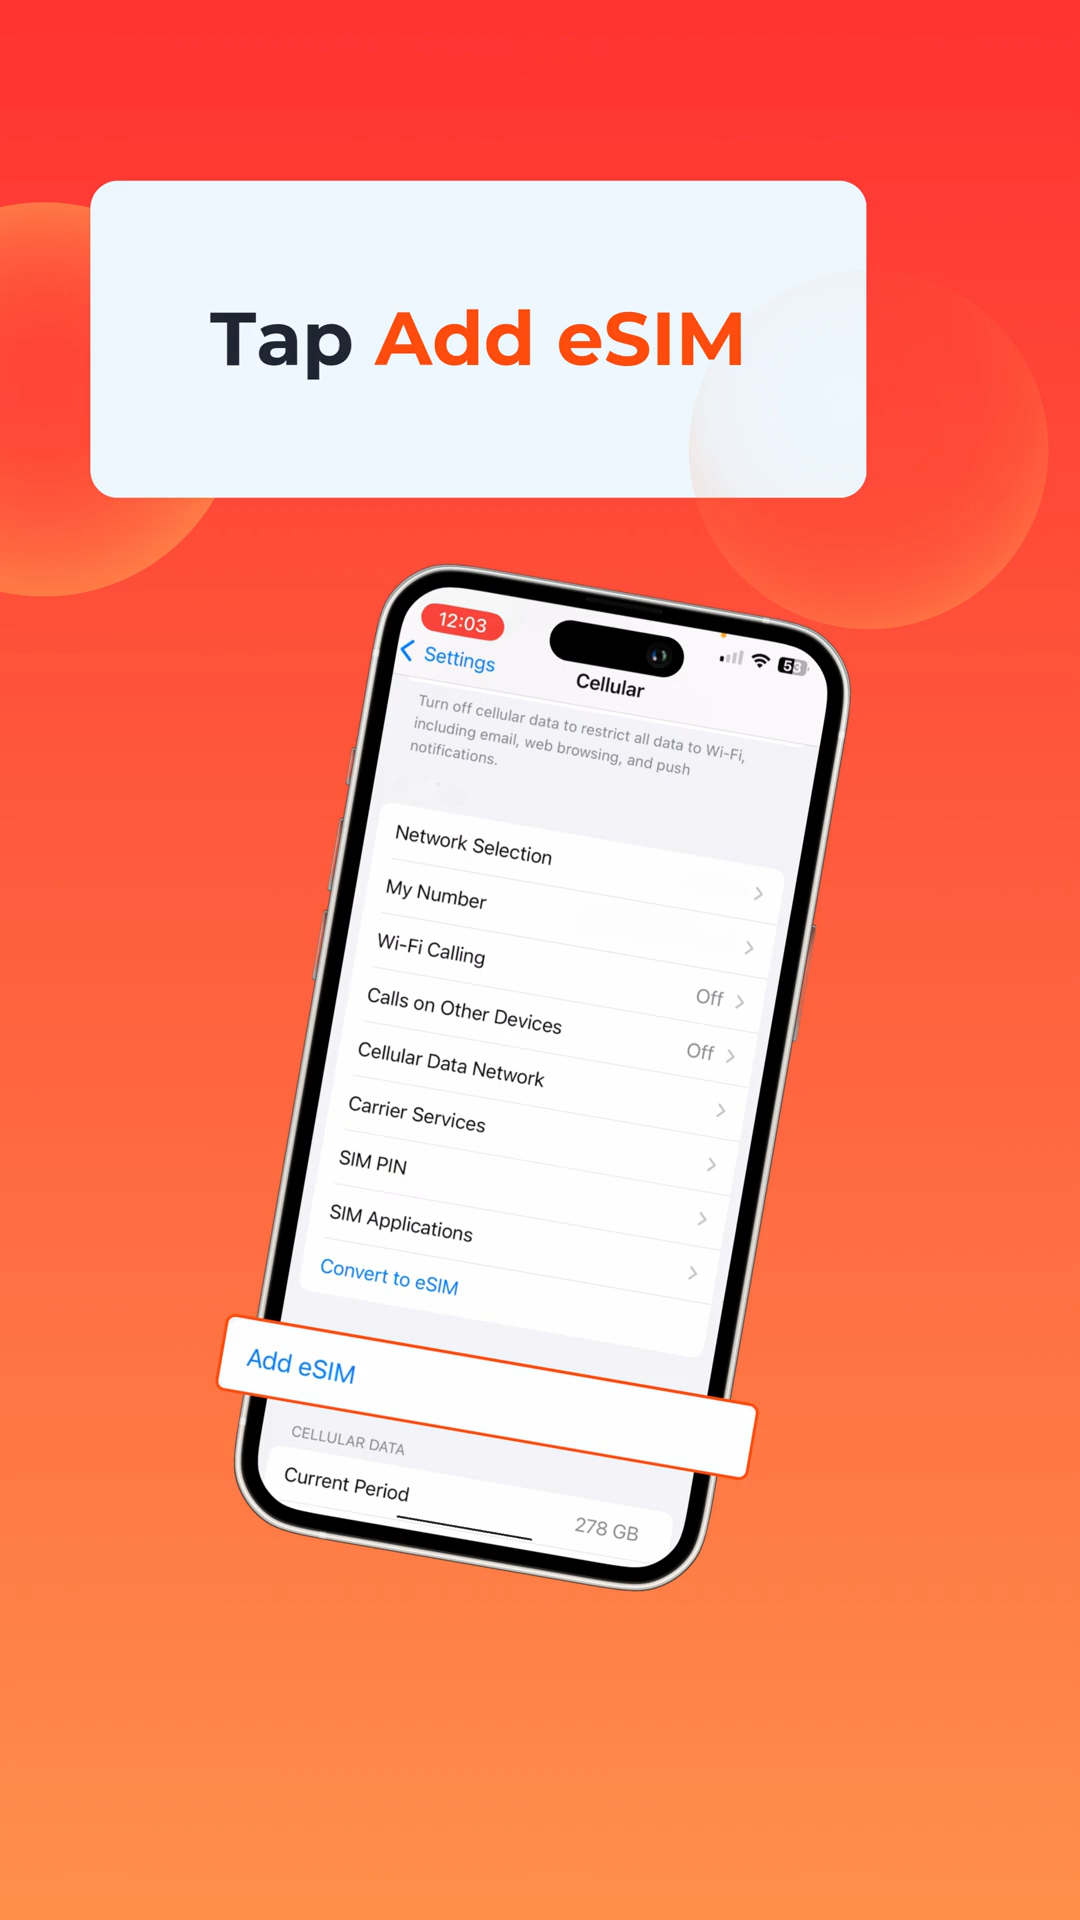 Tap Add eSIM
12:03
53
Settings
Cellular
Turn off cellular data to restrict all data to Wi-Fi,
including email, web browsing, and push
notifications.
Network Selection
My Number
Wi-Fi Calling Off
Calls on Other Devices Off
Cellular Data Network
Carrier Services
SIM PIN
SIM Applications
Convert to eSIM
Add eSIM
CELLULAR DATA
Current Period 278 GB